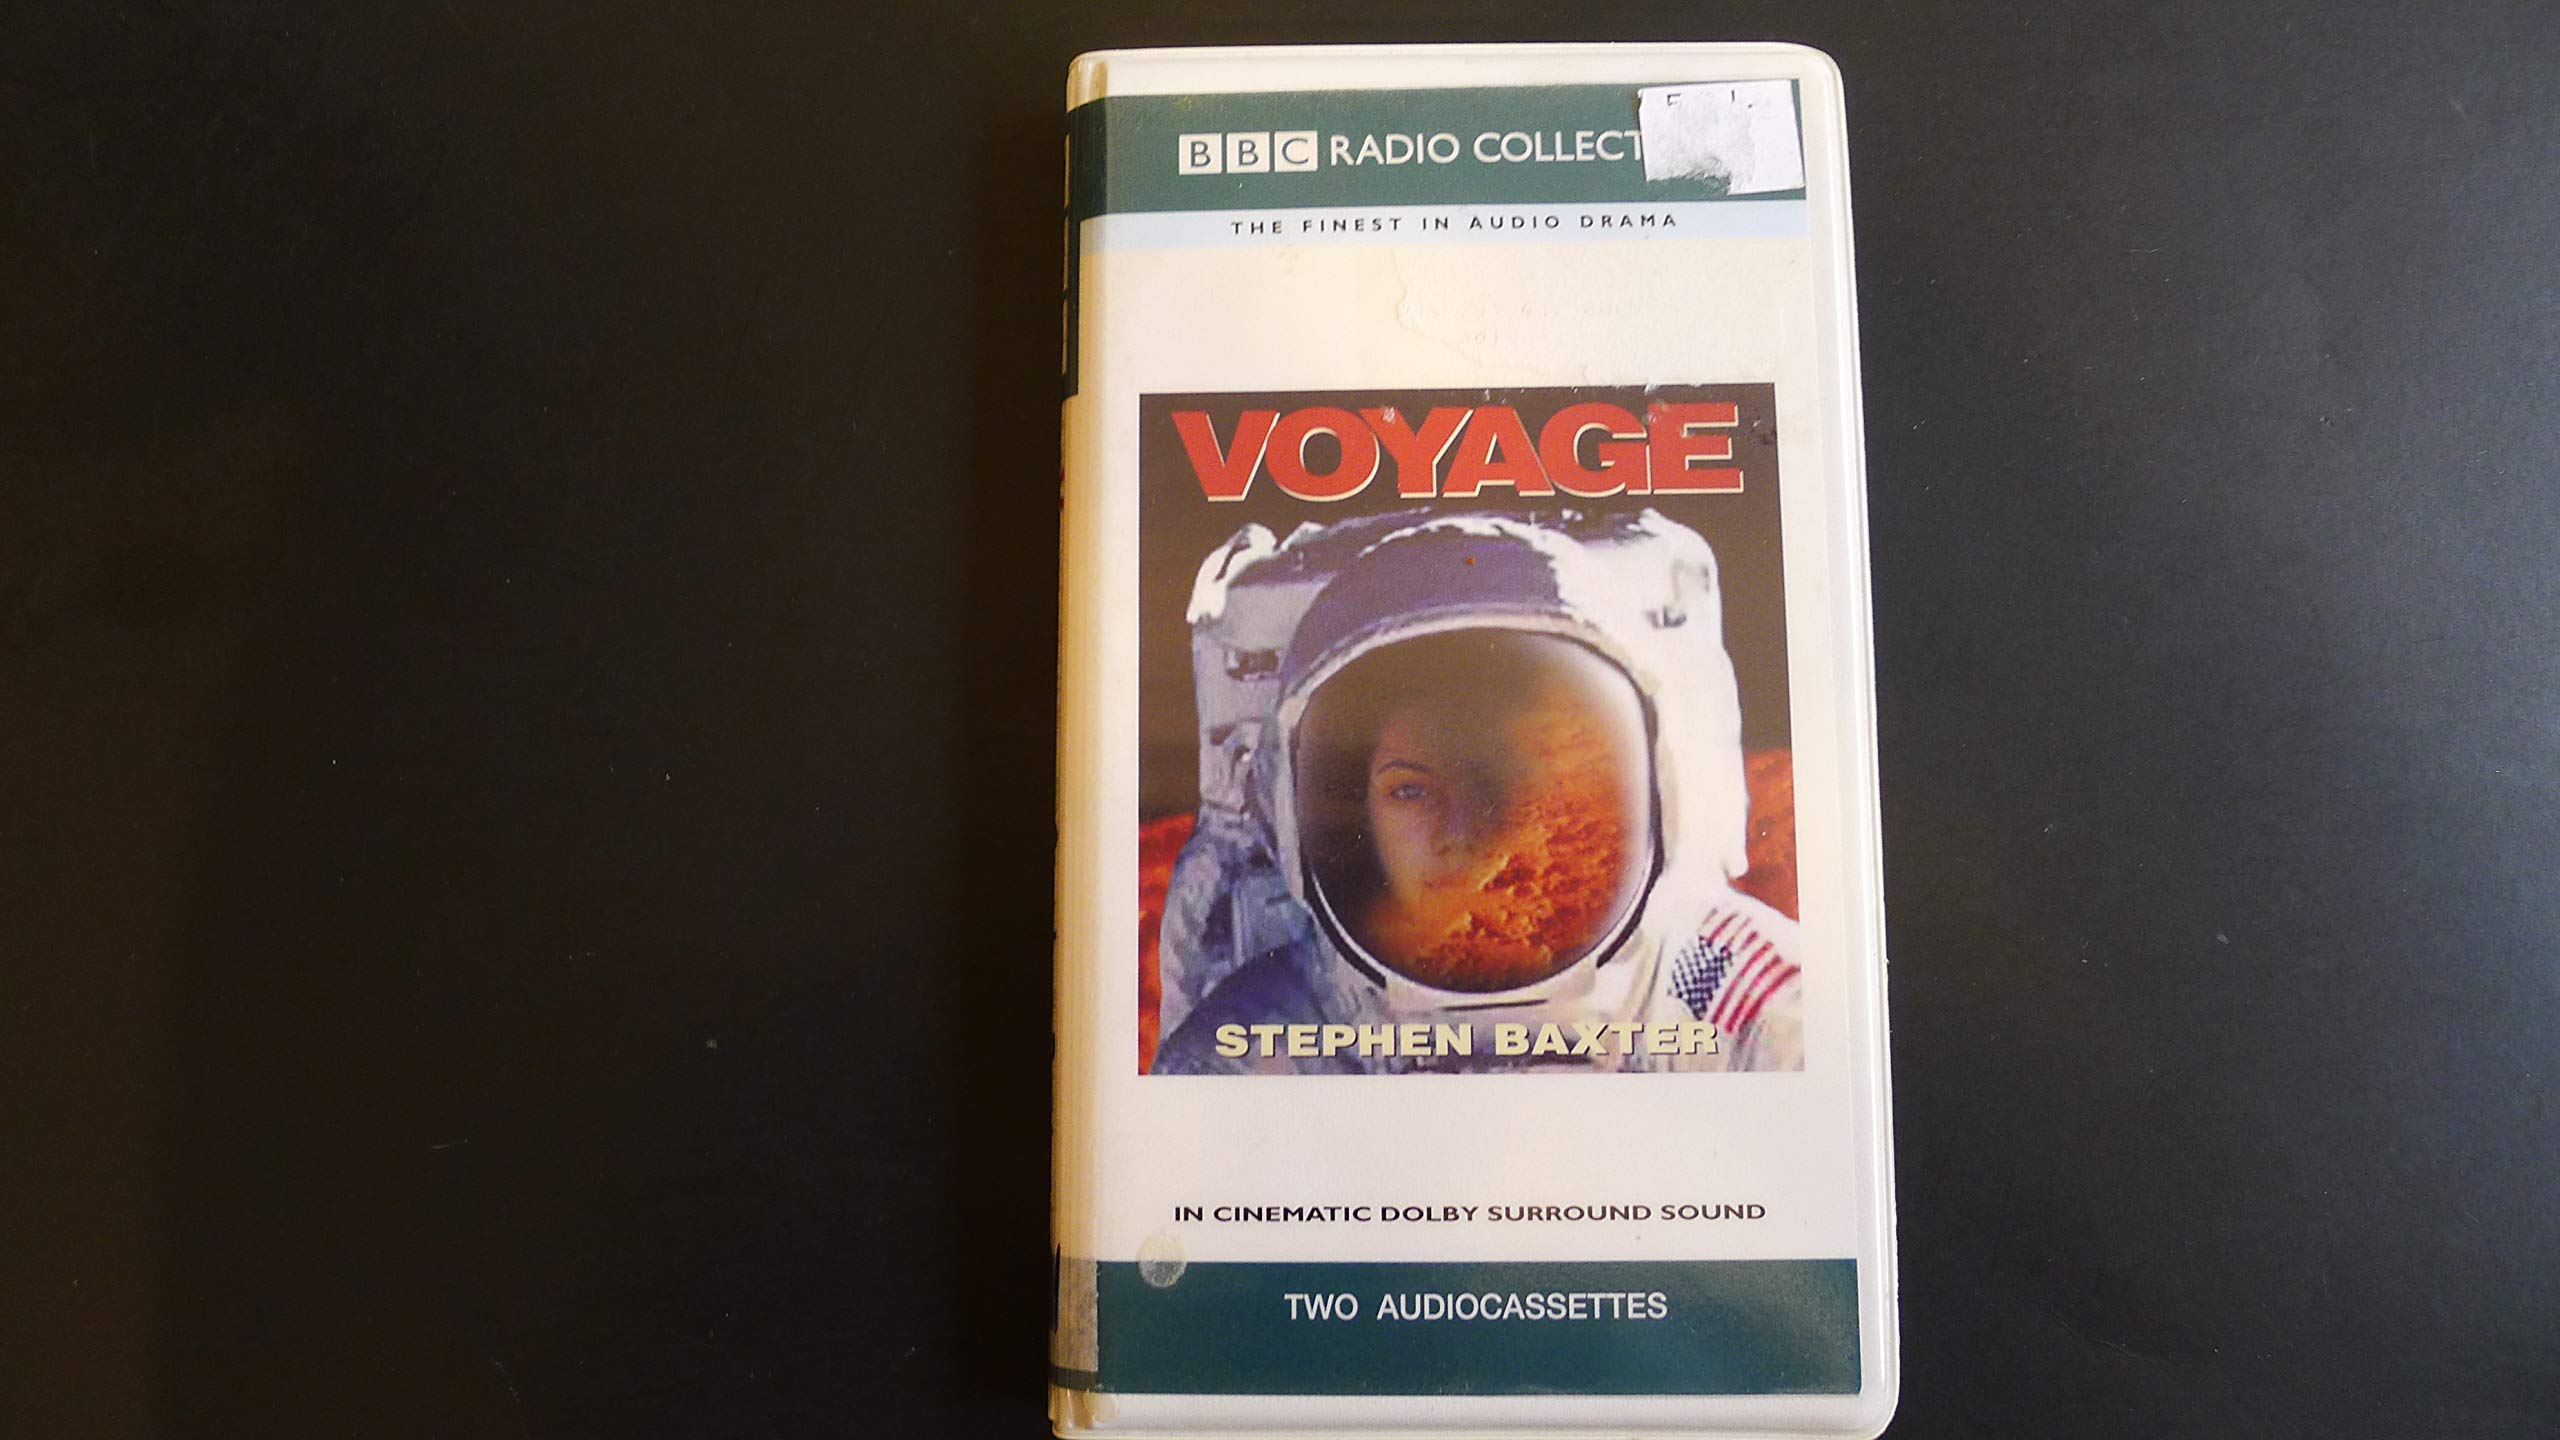 BBC RADIO COLLECT
THE FINEST IN AUDIO DRAMA
VOYAGE
STEPHEN BAXTER
IN CINEMATIC DOLBY SURROUND SOUND
TWO AUDIOCASSETTES